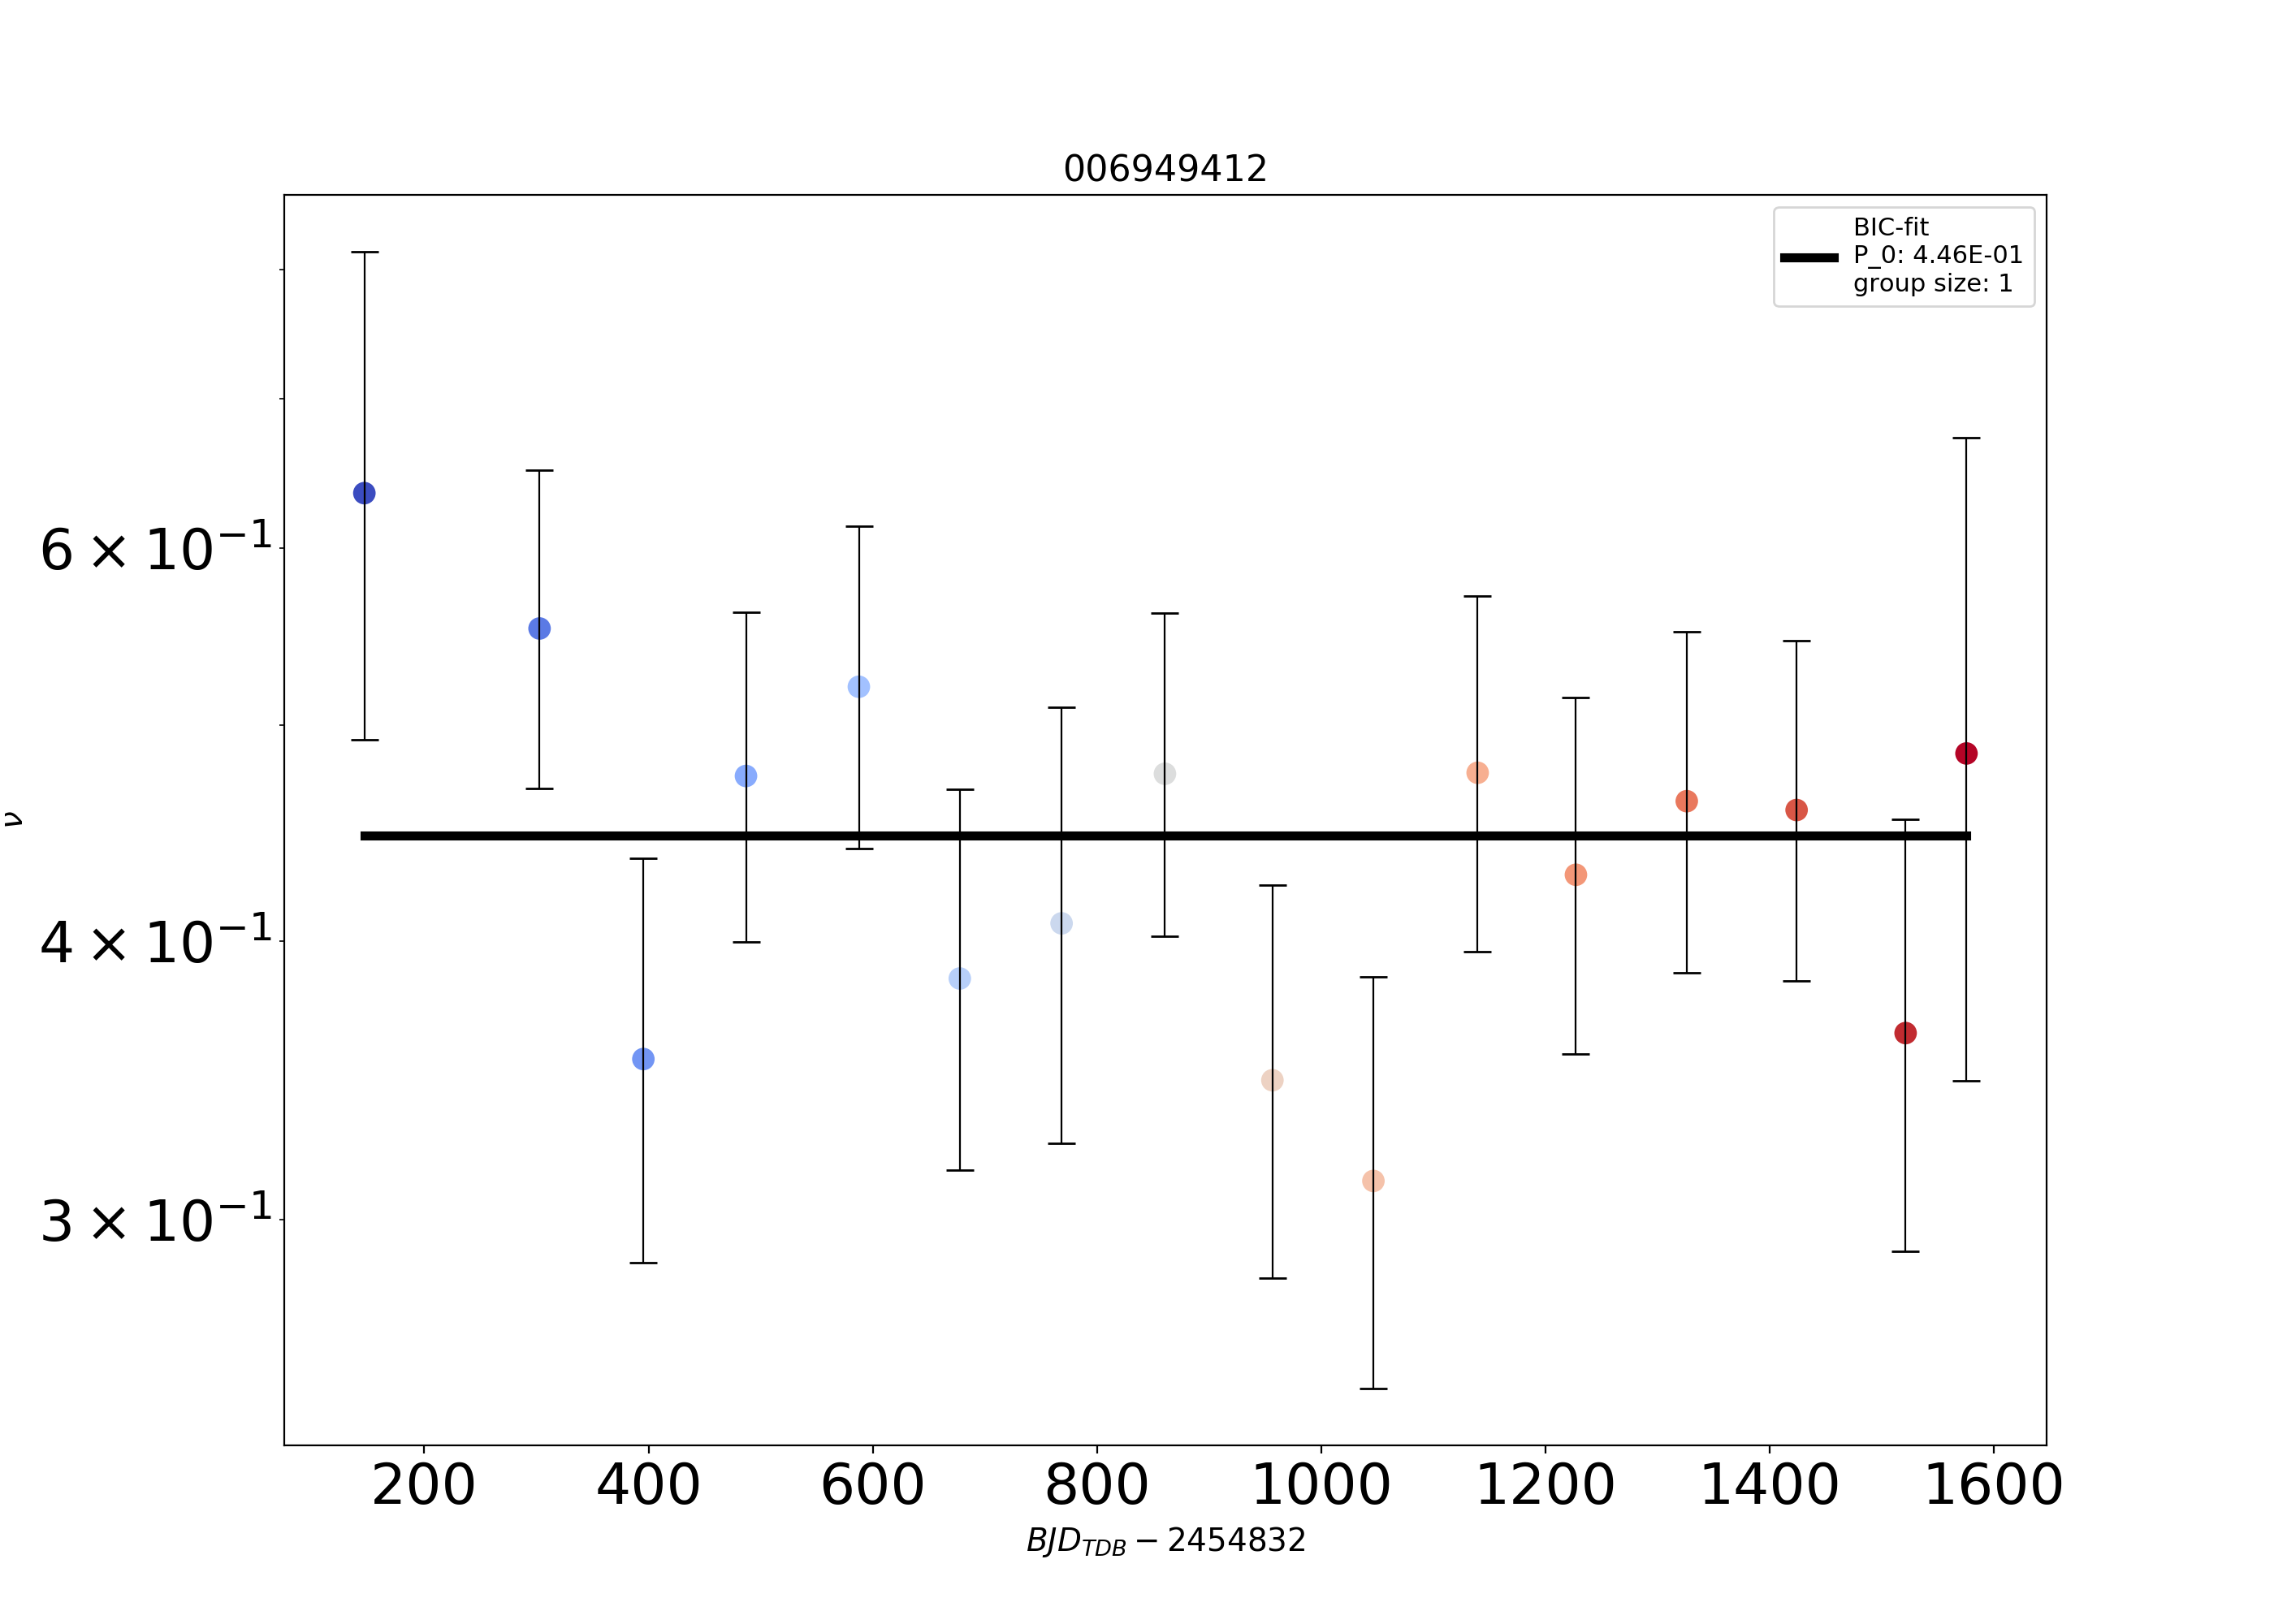 006949412
BIC-fit
P_0: 4.46E-01
group size: 1
6 × 10⁻¹
4 × 10⁻¹
3 × 10⁻¹
ν
200 400 600 800 1000 1200 1400 1600
BJD_TDB − 2454832